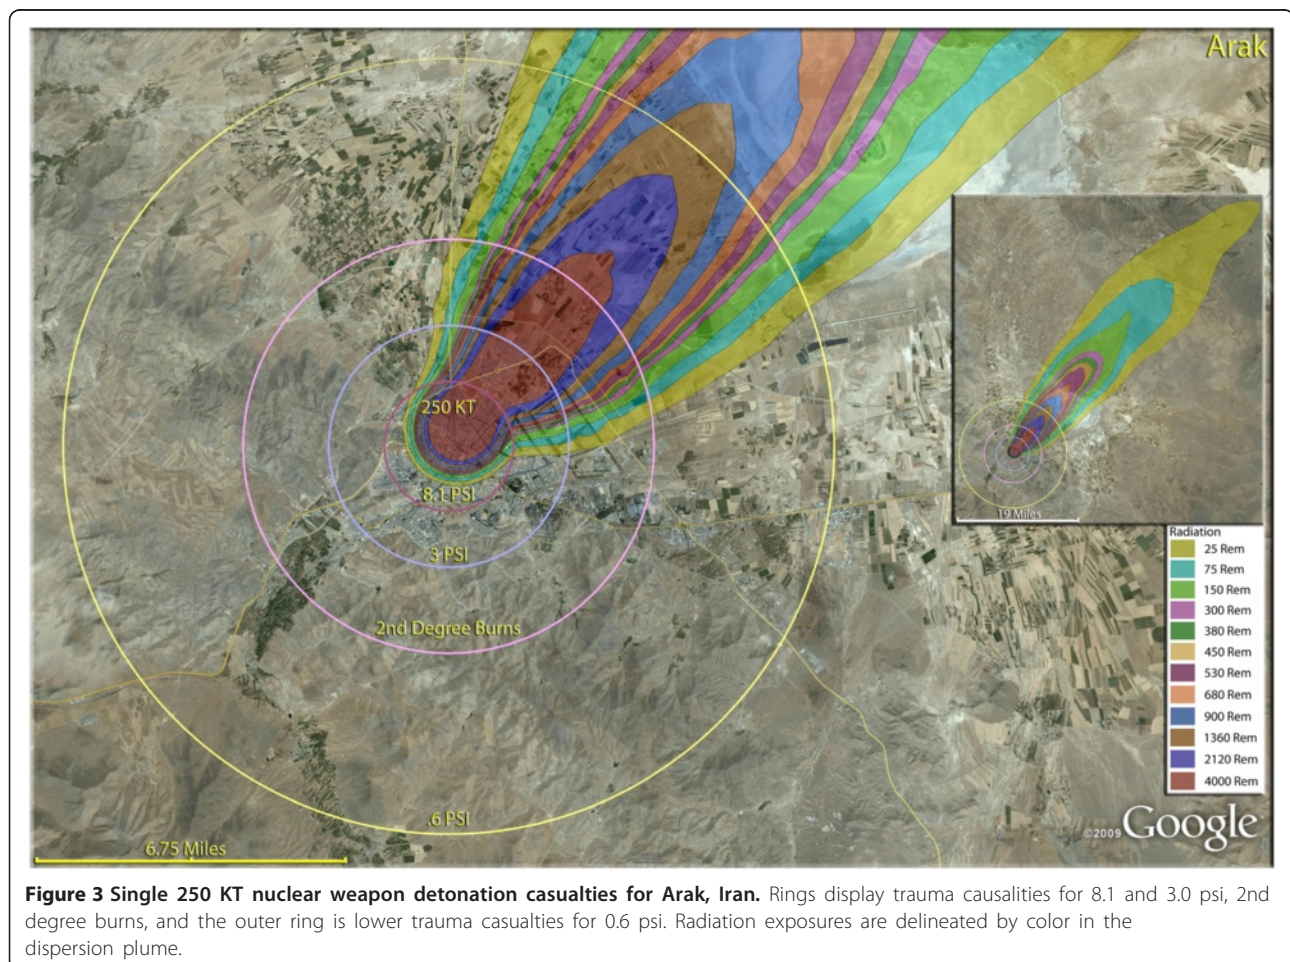 Arak
250 KT
8.1 PSI
3 PSI
2nd Degree Burns
.6 PSI
6.75 Miles
19 Miles
Radiation
25 Rem
75 Rem
150 Rem
300 Rem
380 Rem
450 Rem
530 Rem
680 Rem
900 Rem
1360 Rem
2120 Rem
4000 Rem
©2009 Google
Figure 3 Single 250 KT nuclear weapon detonation casualties for Arak, Iran. Rings display trauma causalities for 8.1 and 3.0 psi, 2nd
degree burns, and the outer ring is lower trauma casualties for 0.6 psi. Radiation exposures are delineated by color in the
dispersion plume.